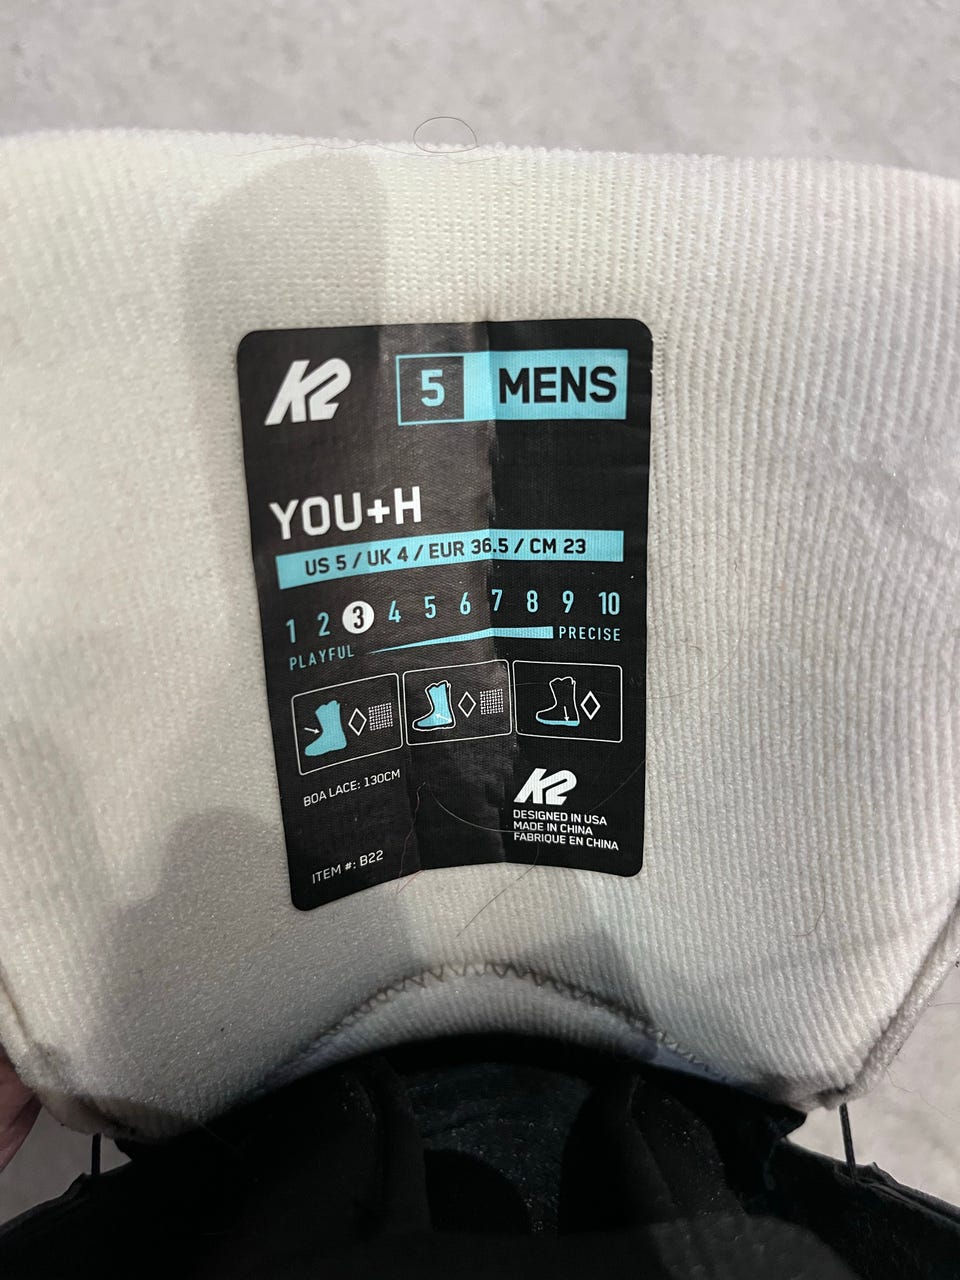 K2
5 MENS
YOU+H
US 5 / UK 4 / EUR 36.5 / CM 23
1 2 3 4 5 6 7 8 9 10
PLAYFUL PRECISE
BOA LACE: 130CM
ITEM #: B22
K2
DESIGNED IN USA
MADE IN CHINA
FABRIQUE EN CHINA